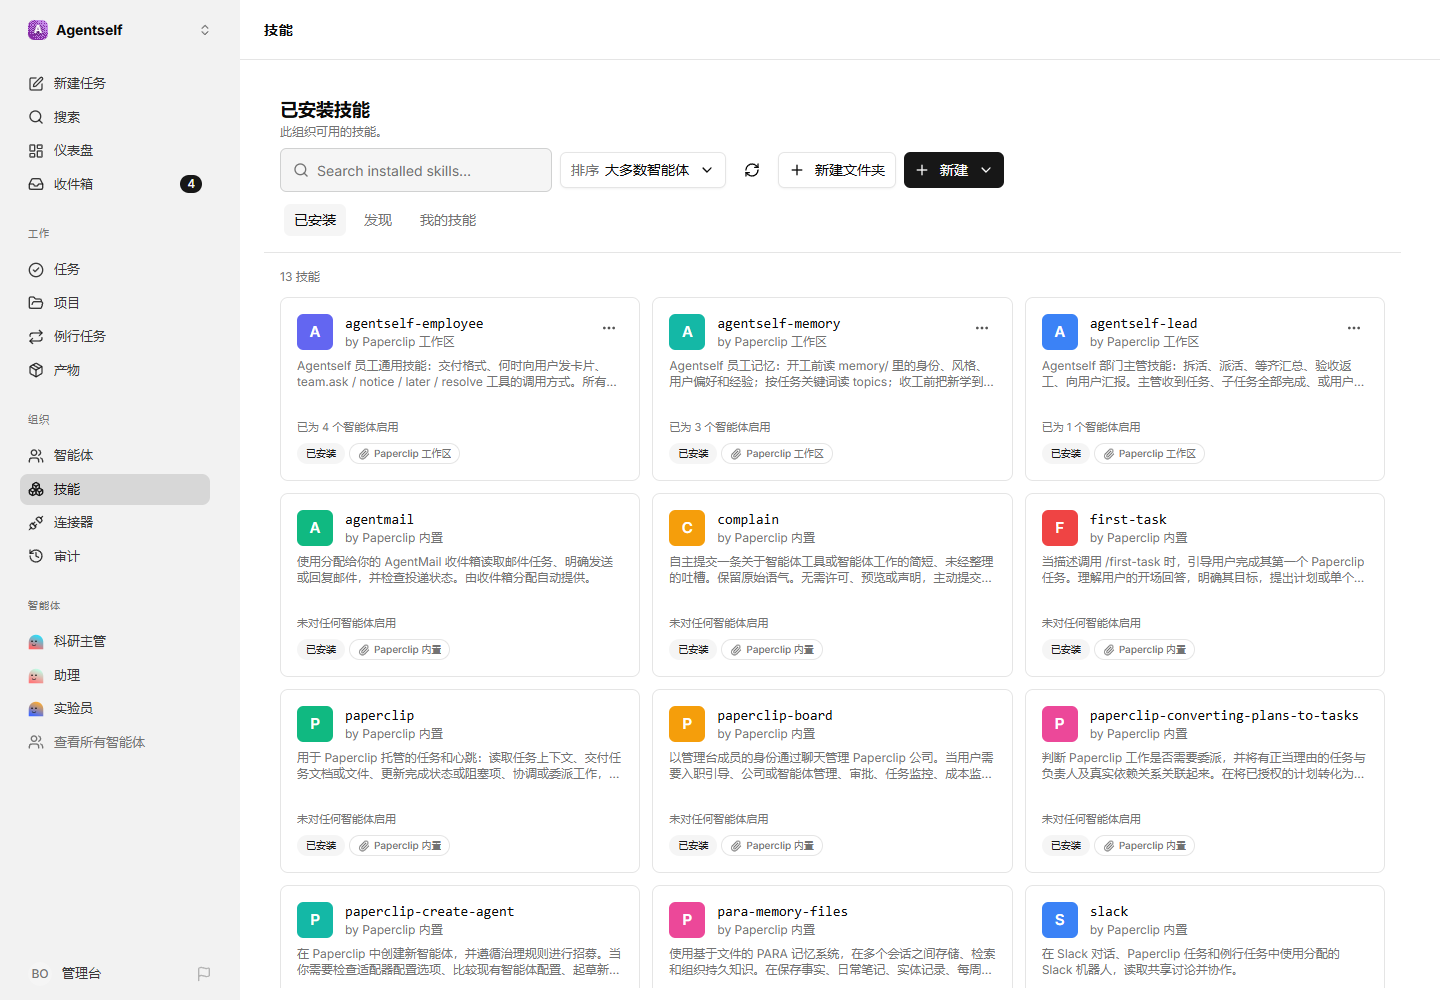 Agentself
新建任务
搜索
仪表盘
收件箱
4
工作
任务
项目
例行任务
产物
组织
智能体
技能
连接器
审计
智能体
科研主管
助理
实验员
查看所有智能体
BO 管理台
技能
已安装技能
此组织可用的技能。
Search installed skills...
排序 大多数智能体
新建文件夹
新建
已安装
发现
我的技能
13 技能
A
agentself-employee
by Paperclip 工作区
Agentself 员工通用技能：交付格式、何时向用户发卡片、
team.ask / notice / later / resolve 工具的调用方式。所有...
已为 4 个智能体启用
已安装
Paperclip 工作区
A
agentself-memory
by Paperclip 工作区
Agentself 员工记忆：开工前读 memory/ 里的身份、风格、
用户偏好和经验；按任务关键词读 topics；收工前把新学到...
已为 3 个智能体启用
已安装
Paperclip 工作区
A
agentself-lead
by Paperclip 工作区
Agentself 部门主管技能：拆活、派活、等齐汇总、验收返
工、向用户汇报。主管收到任务、子任务全部完成、或用户...
已为 1 个智能体启用
已安装
Paperclip 工作区
A
agentmail
by Paperclip 内置
使用分配给你的 AgentMail 收件箱读取邮件任务、明确发送
或回复邮件，并检查投递状态。由收件箱分配自动提供。
未对任何智能体启用
已安装
Paperclip 内置
C
complain
by Paperclip 内置
自主提交一条关于智能体工具或智能体工作的简短、未经整理
的吐槽。保留原始语气。无需许可、预览或声明，主动提交...
未对任何智能体启用
已安装
Paperclip 内置
F
first-task
by Paperclip 内置
当描述调用 /first-task 时，引导用户完成其第一个 Paperclip
任务。理解用户的开场回答，明确其目标，提出计划或单个...
未对任何智能体启用
已安装
Paperclip 内置
P
paperclip
by Paperclip 内置
用于 Paperclip 托管的任务和心跳：读取任务上下文、交付任
务文档或文件、更新完成状态或阻塞项、协调或委派工作，...
未对任何智能体启用
已安装
Paperclip 内置
P
paperclip-board
by Paperclip 内置
以管理台成员的身份通过聊天管理 Paperclip 公司。当用户需
要入职引导、公司或智能体管理、审批、任务监控、成本监...
未对任何智能体启用
已安装
Paperclip 内置
P
paperclip-converting-plans-to-tasks
by Paperclip 内置
判断 Paperclip 工作是否需要委派，并将有正当理由的任务与
负责人及真实依赖关系关联起来。在将已授权的计划转化为...
未对任何智能体启用
已安装
Paperclip 内置
P
paperclip-create-agent
by Paperclip 内置
在 Paperclip 中创建新智能体，并遵循治理规则进行招募。当
你需要检查适配器配置选项、比较现有智能体配置、起草新...
P
para-memory-files
by Paperclip 内置
使用基于文件的 PARA 记忆系统，在多个会话之间存储、检索
和组织持久知识。在保存事实、日常笔记、实体记录、每周...
S
slack
by Paperclip 内置
在 Slack 对话、Paperclip 任务和例行任务中使用分配的
Slack 机器人，读取共享讨论并协作。